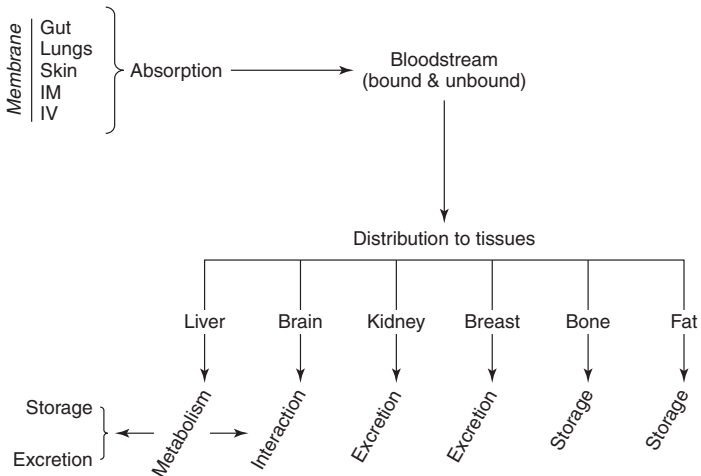 Membrane
Gut
Lungs
Skin
IM
IV
Absorption
Bloodstream
(bound & unbound)
Distribution to tissues
Liver
Brain
Kidney
Breast
Bone
Fat
Storage
Excretion
Metabolism
Interaction
Excretion
Excretion
Storage
Storage